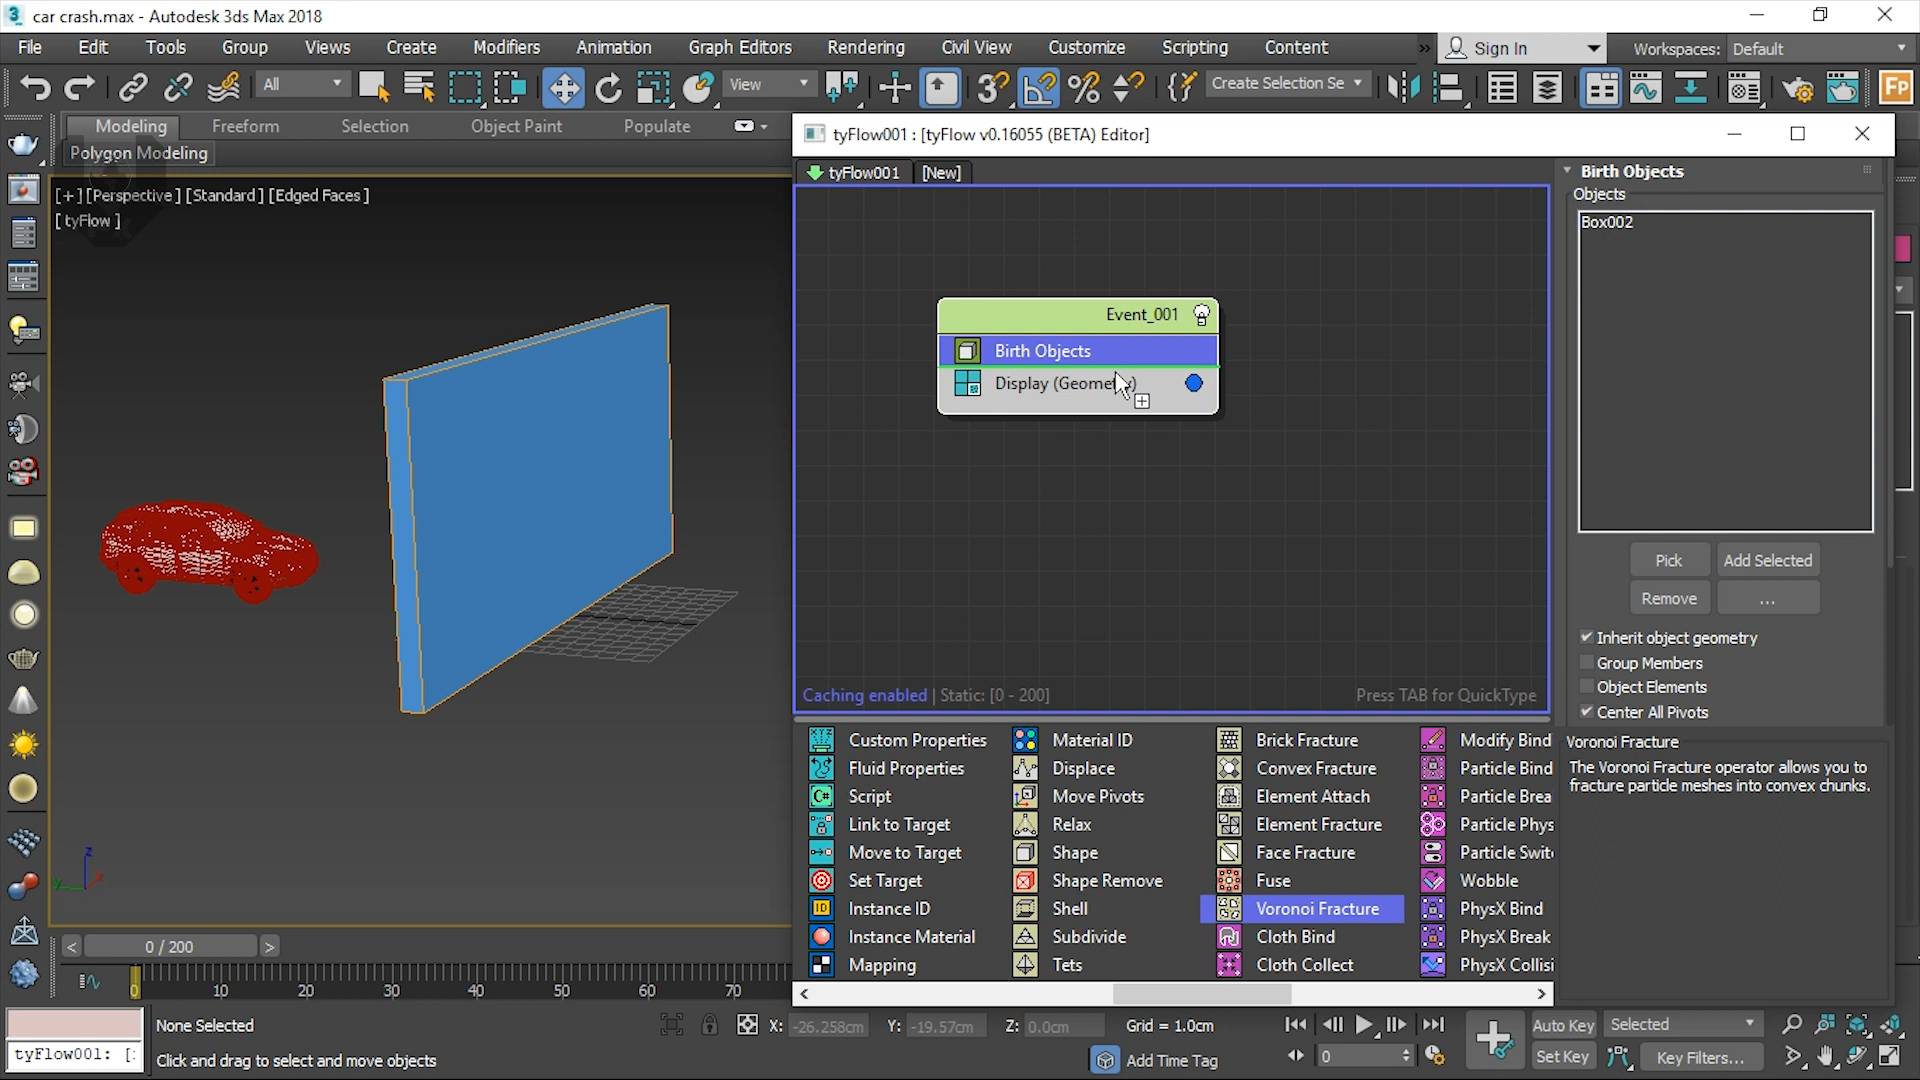 car crash.max - Autodesk 3ds Max 2018
File Edit Tools Group Views Create Modifiers Animation Graph Editors Rendering Civil View Customize Scripting Content » Sign In Workspaces: Default
All View Create Selection Se
Modeling Freeform Selection Object Paint Populate
Polygon Modeling
[+] [Perspective] [Standard] [Edged Faces]
[ tyFlow ]
tyFlow001 : [tyFlow v0.16055 (BETA) Editor]
tyFlow001 [New]
Event_001
Birth Objects
Display (Geometry)
Caching enabled | Static: [0 - 200] Press TAB for QuickType
Birth Objects
Objects
Box002
Pick Add Selected
Remove ...
Inherit object geometry
Group Members
Object Elements
Center All Pivots
Voronoi Fracture
The Voronoi Fracture operator allows you to
fracture particle meshes into convex chunks.
Custom Properties Material ID Brick Fracture Modify Bind
Fluid Properties Displace Convex Fracture Particle Bind
Script Move Pivots Element Attach Particle Brea
Link to Target Relax Element Fracture Particle Phys
Move to Target Shape Face Fracture Particle Swit
Set Target Shape Remove Fuse Wobble
Instance ID Shell Voronoi Fracture PhysX Bind
Instance Material Subdivide Cloth Bind PhysX Break
Mapping Tets Cloth Collect PhysX Collisi
< 0 / 200 >
0 10 20 30 40 50 60 70
None Selected X: -26.258cm Y: -19.57cm Z: 0.0cm Grid = 1.0cm Auto Key Selected
tyFlow001: [ Click and drag to select and move objects Add Time Tag 0 Set Key Key Filters...